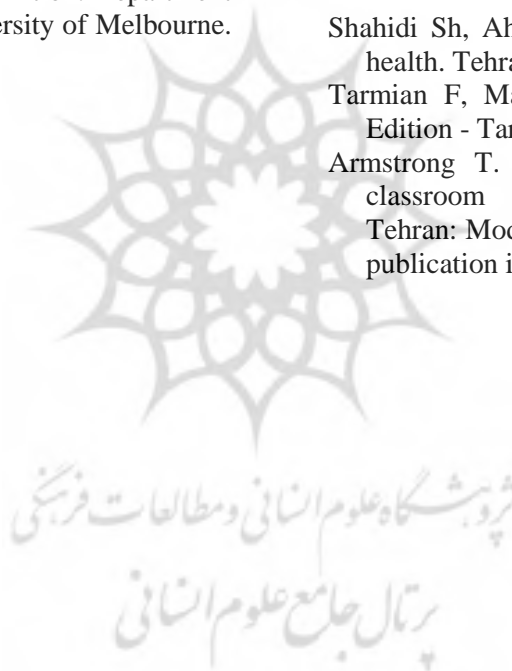 ersity of Melbourne.
Shahidi Sh, Ah
health. Tehra
Tarmian F, Ma
Edition - Tar
Armstrong T.
classroom
Tehran: Mod
publication i
پژوهشگاه علوم انسانی و مطالعات فرهنگی
پرتال جامع علوم انسانی